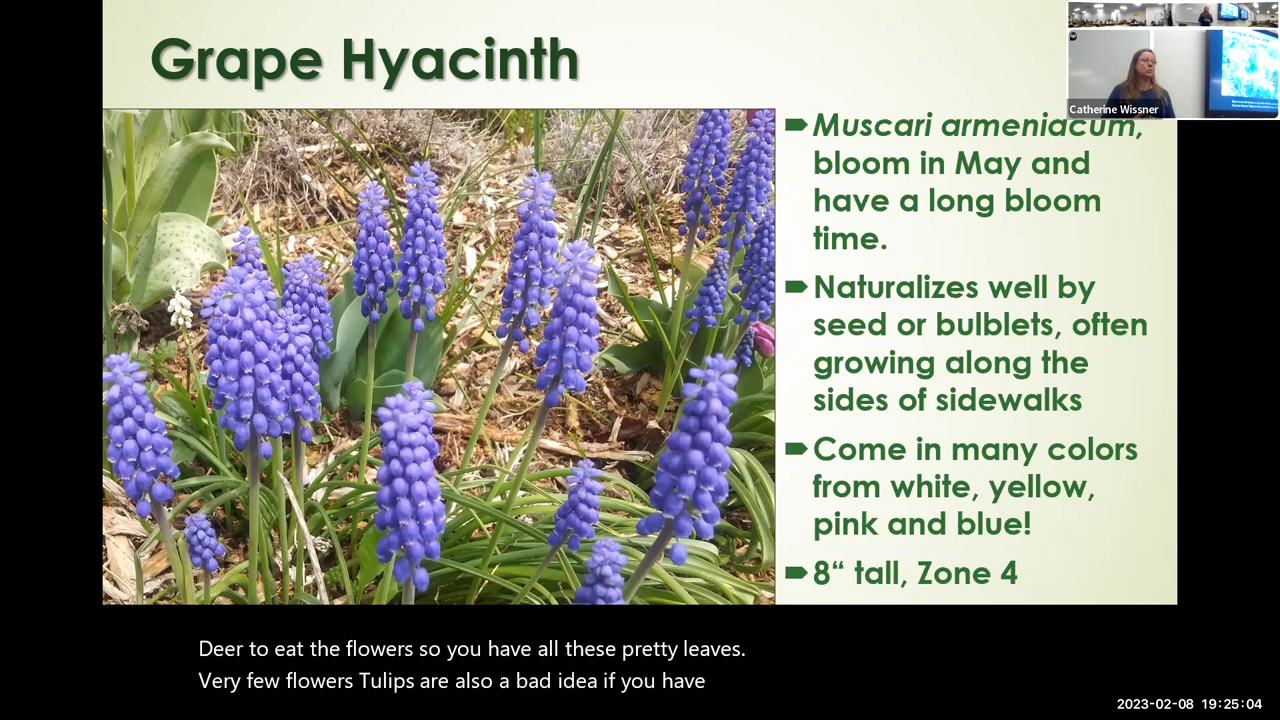 Grape Hyacinth
Catherine Wissner
Muscari armeniacum,
bloom in May and
have a long bloom
time.
Naturalizes well by
seed or bulblets, often
growing along the
sides of sidewalks
Come in many colors
from white, yellow,
pink and blue!
8“ tall, Zone 4
Deer to eat the flowers so you have all these pretty leaves.
Very few flowers Tulips are also a bad idea if you have
2023-02-08 19:25:04